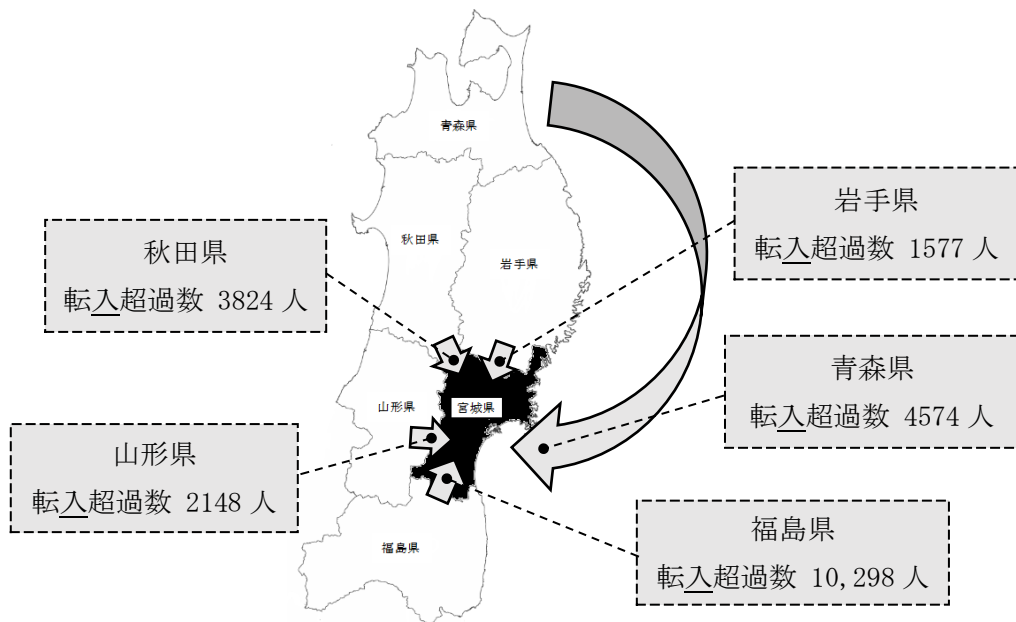 青森県
秋田県
岩手県
山形県
宮城県
福島県
岩手県
転入超過数 1577 人
秋田県
転入超過数 3824 人
青森県
転入超過数 4574 人
山形県
転入超過数 2148 人
福島県
転入超過数 10,298 人